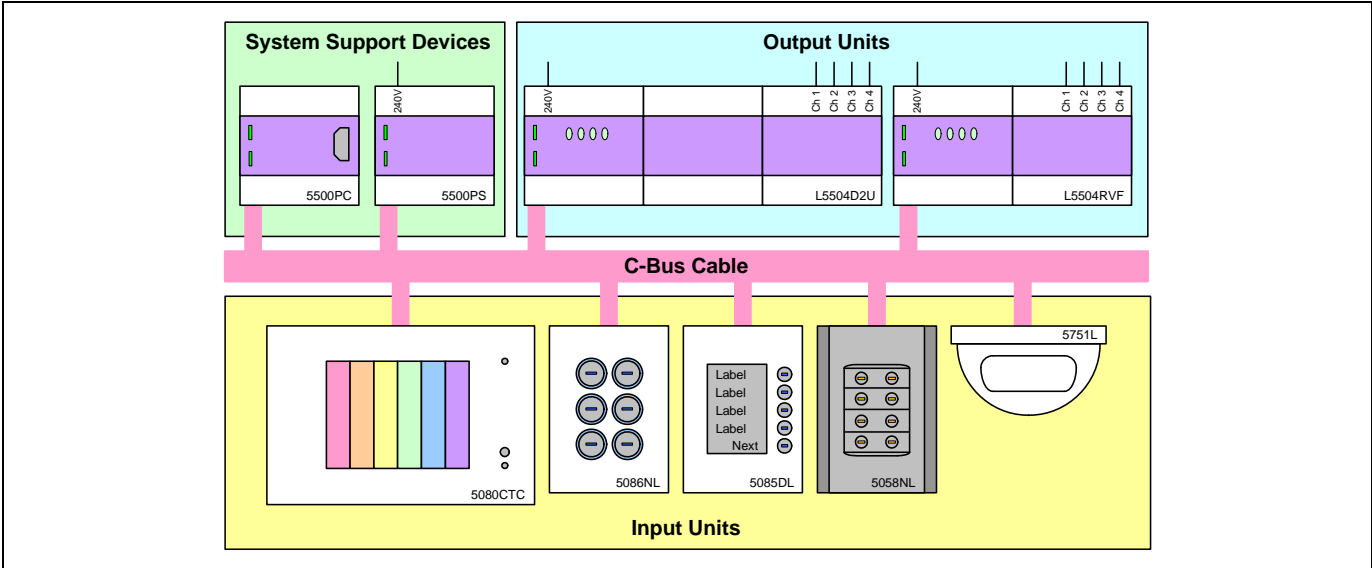 System Support Devices
Output Units
240V
240V
Ch 1
Ch 2
Ch 3
Ch 4
240V
Ch 1
Ch 2
Ch 3
Ch 4
5500PC
5500PS
L5504D2U
L5504RVF
C-Bus Cable
5751L
Label
Label
Label
Label
Next
5080CTC
5086NL
5085DL
5058NL
Input Units